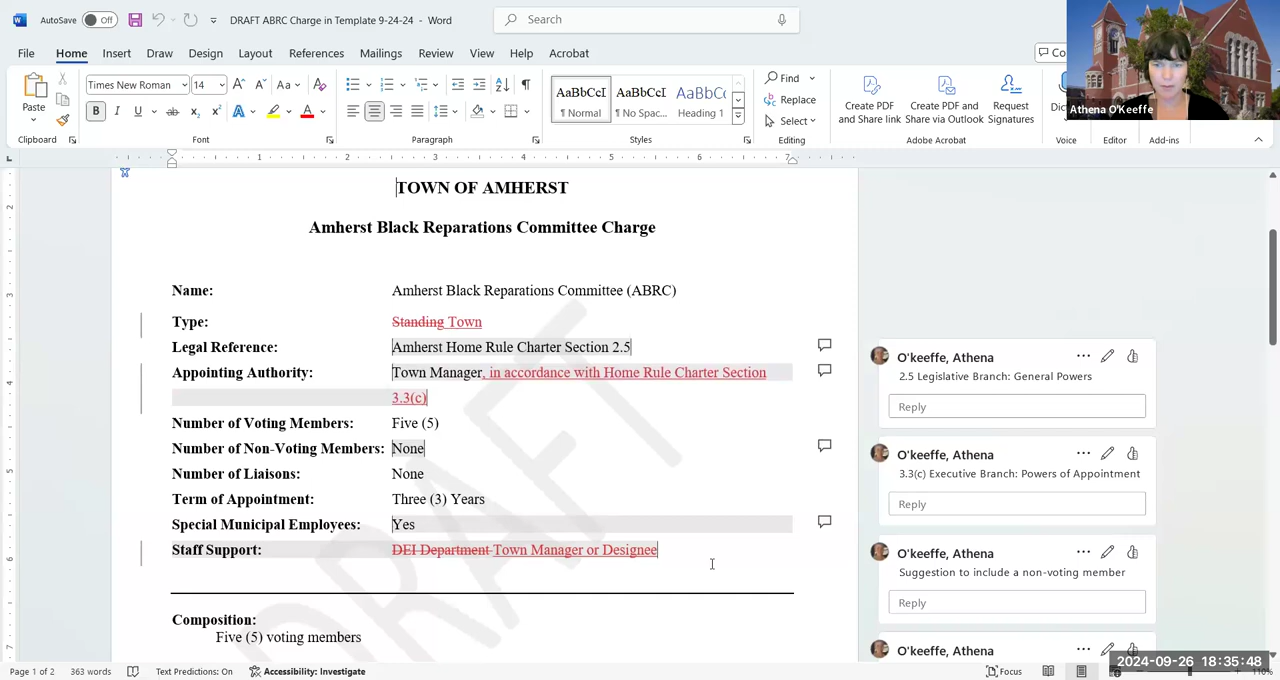 AutoSave Off DRAFT ABRC Charge in Template 9-24-24 - Word Search
File Home Insert Draw Design Layout References Mailings Review View Help Acrobat
Times New Roman 14 Aa AaBbCcI AaBbCcI AaBbCc Find
Paste B I U ab x₂ x² A A ¶ Normal ¶ No Spac... Heading 1 Replace Select Create PDF and Share link Create PDF and Share via Outlook Request Signatures
Clipboard Font Paragraph Styles Editing Adobe Acrobat Voice Editor Add-ins
Athena O'Keeffe
TOWN OF AMHERST
Amherst Black Reparations Committee Charge
Name: Amherst Black Reparations Committee (ABRC)
Type: Standing Town
Legal Reference: Amherst Home Rule Charter Section 2.5
Appointing Authority: Town Manager, in accordance with Home Rule Charter Section
3.3(c)
Number of Voting Members: Five (5)
Number of Non-Voting Members: None
Number of Liaisons: None
Term of Appointment: Three (3) Years
Special Municipal Employees: Yes
Staff Support: DEI Department Town Manager or Designee
Composition:
Five (5) voting members
DRAFT
O'keeffe, Athena
2.5 Legislative Branch: General Powers
Reply
O'keeffe, Athena
3.3(c) Executive Branch: Powers of Appointment
Reply
O'keeffe, Athena
Suggestion to include a non-voting member
Reply
O'keeffe, Athena
2024-09-26 18:35:48
Page 1 of 2 363 words Text Predictions: On Accessibility: Investigate Focus 110%